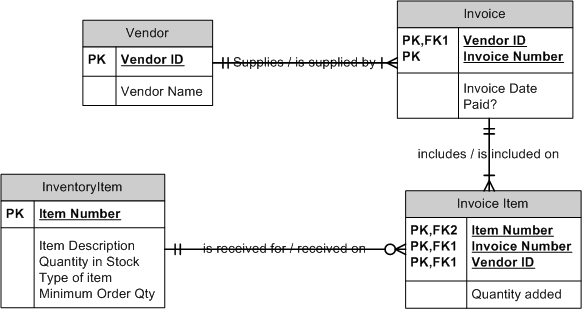 Vendor
PK Vendor ID
Vendor Name
Supplies / is supplied by
Invoice
PK,FK1 Vendor ID
PK Invoice Number
Invoice Date
Paid?
includes / is included on
InventoryItem
PK Item Number
Item Description
Quantity in Stock
Type of item
Minimum Order Qty
is received for / received on
Invoice Item
PK,FK2 Item Number
PK,FK1 Invoice Number
PK,FK1 Vendor ID
Quantity added